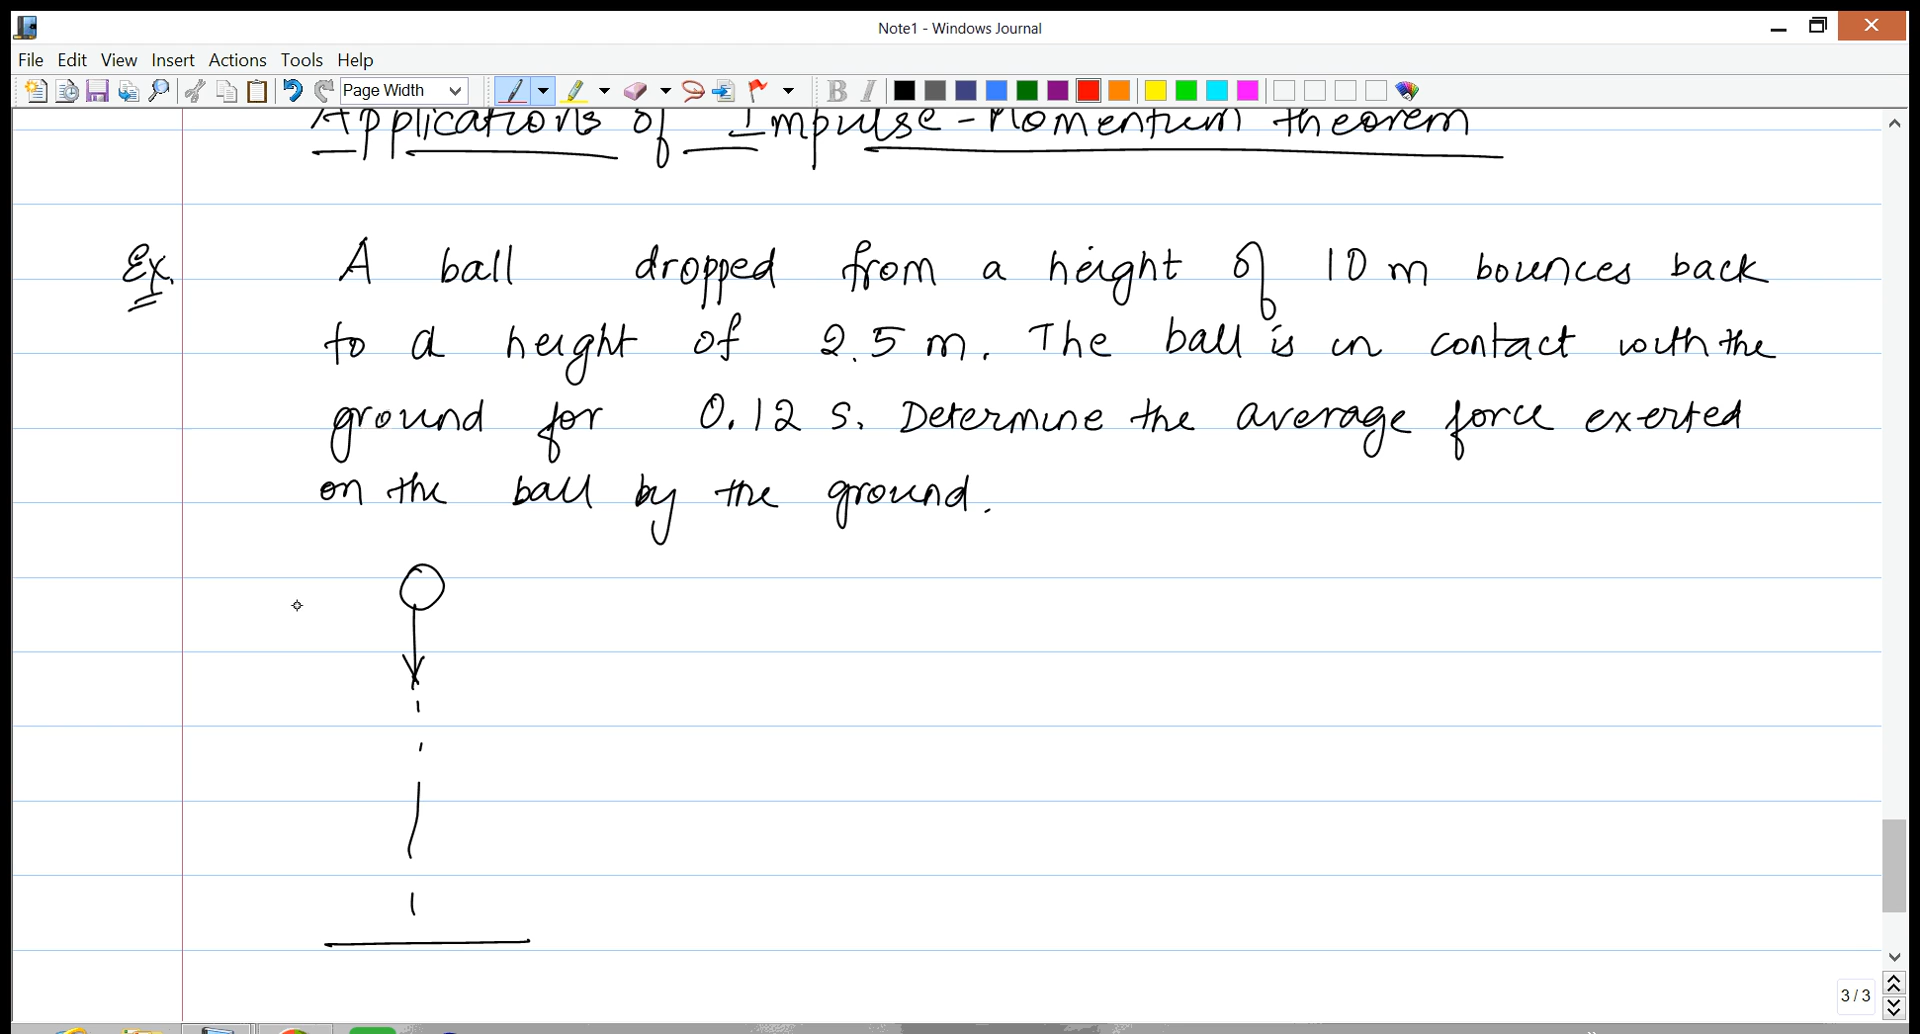 Note1 - Windows Journal
File Edit View Insert Actions Tools Help
Page Width B I
Applications of Impulse-Momentum theorem
Ex. A ball dropped from a height of 10 m bounces back
to a height of 2.5 m. The ball is in contact with the
ground for 0.12 s. Determine the average force exerted
on the ball by the ground.
3 / 3